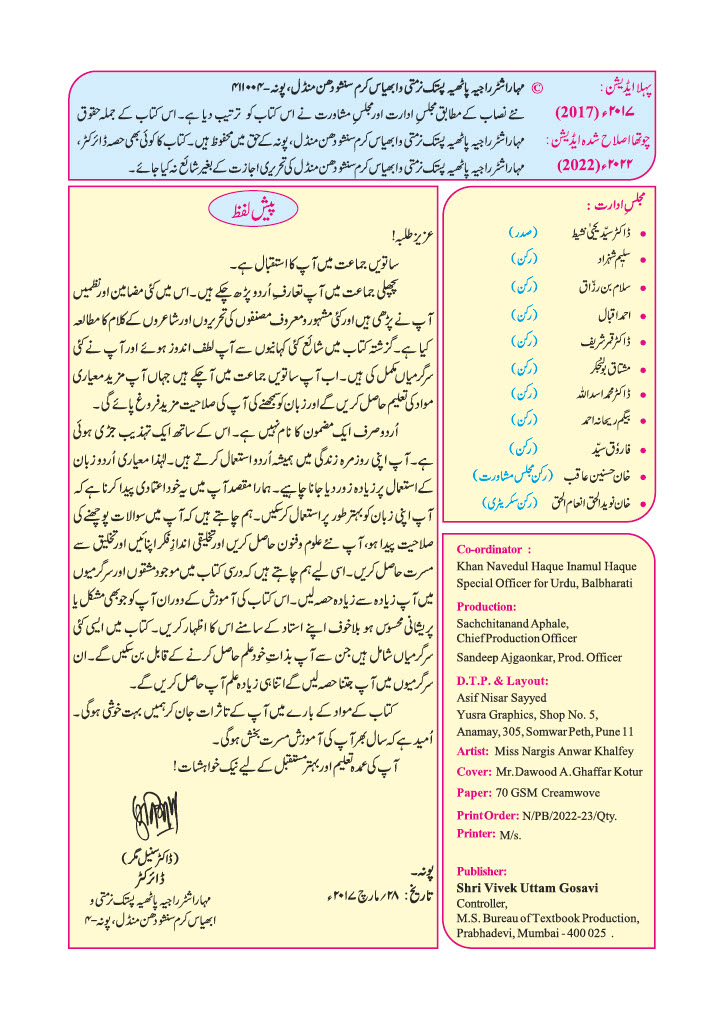 پہلا ایڈیشن :
۲۰۱۷ء (2017)
چوتھا اصلاح شدہ ایڈیشن :
۲۰۲۲ء (2022)
© مہاراشٹر راجیہ پاٹھیہ پستک نرمتی و ابھیاس کرم سنشودھن منڈل، پونہ - ۴۱۱۰۰۴
نئے نصاب کے مطابق مجلسِ ادارت اور مجلسِ مشاورت نے اس کتاب کو ترتیب دیا ہے۔ اس کتاب کے جملہ حقوق
مہاراشٹر راجیہ پاٹھیہ پستک نرمتی و ابھیاس کرم سنشودھن منڈل، پونہ کے حق میں محفوظ ہیں۔ کتاب کا کوئی بھی حصہ ڈائرکٹر،
مہاراشٹر راجیہ پاٹھیہ پستک نرمتی و ابھیاس کرم سنشودھن منڈل کی تحریری اجازت کے بغیر شائع نہ کیا جائے۔
مجلسِ ادارت :
• ڈاکٹر سیّد یحییٰ نشیط (صدر)
• سلیم شہزاد (رکن)
• سلام بن رزّاق (رکن)
• احمد اقبال (رکن)
• ڈاکٹر قمر شریف (رکن)
• مشتاق بونجکر (رکن)
• ڈاکٹر محمد اسد اللہ (رکن)
• بیگم ریحانہ احمد (رکن)
• فاروق سیّد (رکن)
• خان حسنین عاقب (رکن مجلس مشاورت)
• خان نوید الحق انعام الحق (رکن سکریٹری)
Co-ordinator :
Khan Navedul Haque Inamul Haque
Special Officer for Urdu, Balbharati
Production:
Sachchitanand Aphale,
Chief Production Officer
Sandeep Ajgaonkar, Prod. Officer
D.T.P. & Layout:
Asif Nisar Sayyed
Yusra Graphics, Shop No. 5,
Anamay, 305, Somwar Peth, Pune 11
Artist: Miss Nargis Anwar Khalfey
Cover: Mr.Dawood A.Ghaffar Kotur
Paper: 70 GSM Creamwove
Print Order: N/PB/2022-23/Qty.
Printer: M/s.
Publisher:
Shri Vivek Uttam Gosavi
Controller,
M.S. Bureau of Textbook Production,
Prabhadevi, Mumbai - 400 025 .
پیش لفظ
عزیز طلبہ!
ساتویں جماعت میں آپ کا استقبال ہے۔
پچھلی جماعت میں آپ تعارفِ اُردو پڑھ چکے ہیں۔ اس میں کئی مضامین اور نظمیں
آپ نے پڑھی ہیں اور کئی مشہور و معروف مصنفوں کی تحریروں اور شاعروں کے کلام کا مطالعہ
کیا ہے۔ گزشتہ کتاب میں شائع کئی کہانیوں سے آپ لطف اندوز ہوئے اور آپ نے کئی
سرگرمیاں مکمل کی ہیں۔ اب آپ ساتویں جماعت میں آچکے ہیں جہاں آپ مزید معیاری
مواد کی تعلیم حاصل کریں گے اور زبان کو سمجھنے کی آپ کی صلاحیت مزید فروغ پائے گی۔
اُردو صرف ایک مضمون کا نام نہیں ہے۔ اس کے ساتھ ایک تہذیب جڑی ہوئی
ہے۔ آپ اپنی روزمرہ زندگی میں ہمیشہ اُردو استعمال کرتے ہیں۔ لہٰذا معیاری اُردو زبان
کے استعمال پر زیادہ زور دیا جانا چاہیے۔ ہمارا مقصد آپ میں یہ خود اعتمادی پیدا کرنا ہے کہ
آپ اپنی زبان کو بہتر طور پر استعمال کرسکیں۔ ہم چاہتے ہیں کہ آپ میں سوالات پوچھنے کی
صلاحیت پیدا ہو، آپ نئے علوم و فنون حاصل کریں اور تخلیقی اندازِ فکر اپنائیں اور تخلیق سے
مسرت حاصل کریں۔ اسی لیے ہم چاہتے ہیں کہ درسی کتاب میں موجود مشقوں اور سرگرمیوں
میں آپ زیادہ سے زیادہ حصہ لیں۔ اس کتاب کی آموزش کے دوران آپ کو جو بھی مشکل یا
پریشانی محسوس ہو بلاخوف اپنے استاد کے سامنے اس کا اظہار کریں۔ کتاب میں ایسی کئی
سرگرمیاں شامل ہیں جن سے آپ بذاتِ خود علم حاصل کرنے کے قابل بن سکیں گے۔ ان
سرگرمیوں میں آپ جتنا حصہ لیں گے اتنا ہی زیادہ علم آپ حاصل کریں گے۔
کتاب کے مواد کے بارے میں آپ کے تاثرات جان کر ہمیں بہت خوشی ہوگی۔
اُمید ہے کہ سال بھر آپ کی آموزش مسرت بخش ہوگی۔
آپ کی عمدہ تعلیم اور بہتر مستقبل کے لیے نیک خواہشات!
(ڈاکٹر سنیل مگر)
ڈائرکٹر
مہاراشٹر راجیہ پاٹھیہ پستک نرمتی و
ابھیاس کرم سنشودھن منڈل، پونہ - ۴
پونہ۔
تاریخ : ۲۸؍ مارچ ۲۰۱۷ء